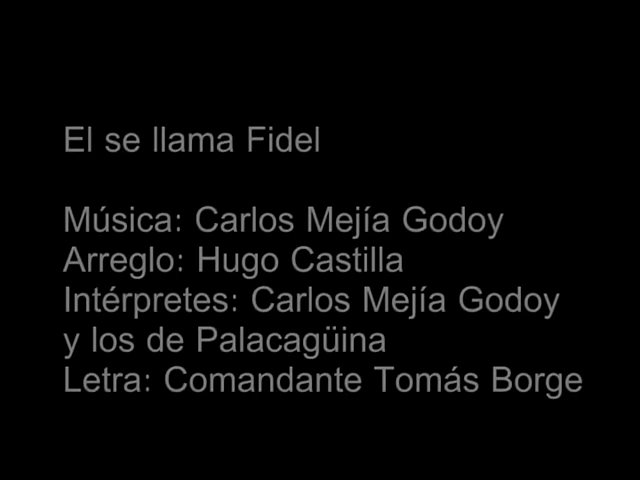 El se llama Fidel
Música: Carlos Mejía Godoy
Arreglo: Hugo Castilla
Intérpretes: Carlos Mejía Godoy
y los de Palacagüina
Letra: Comandante Tomás Borge